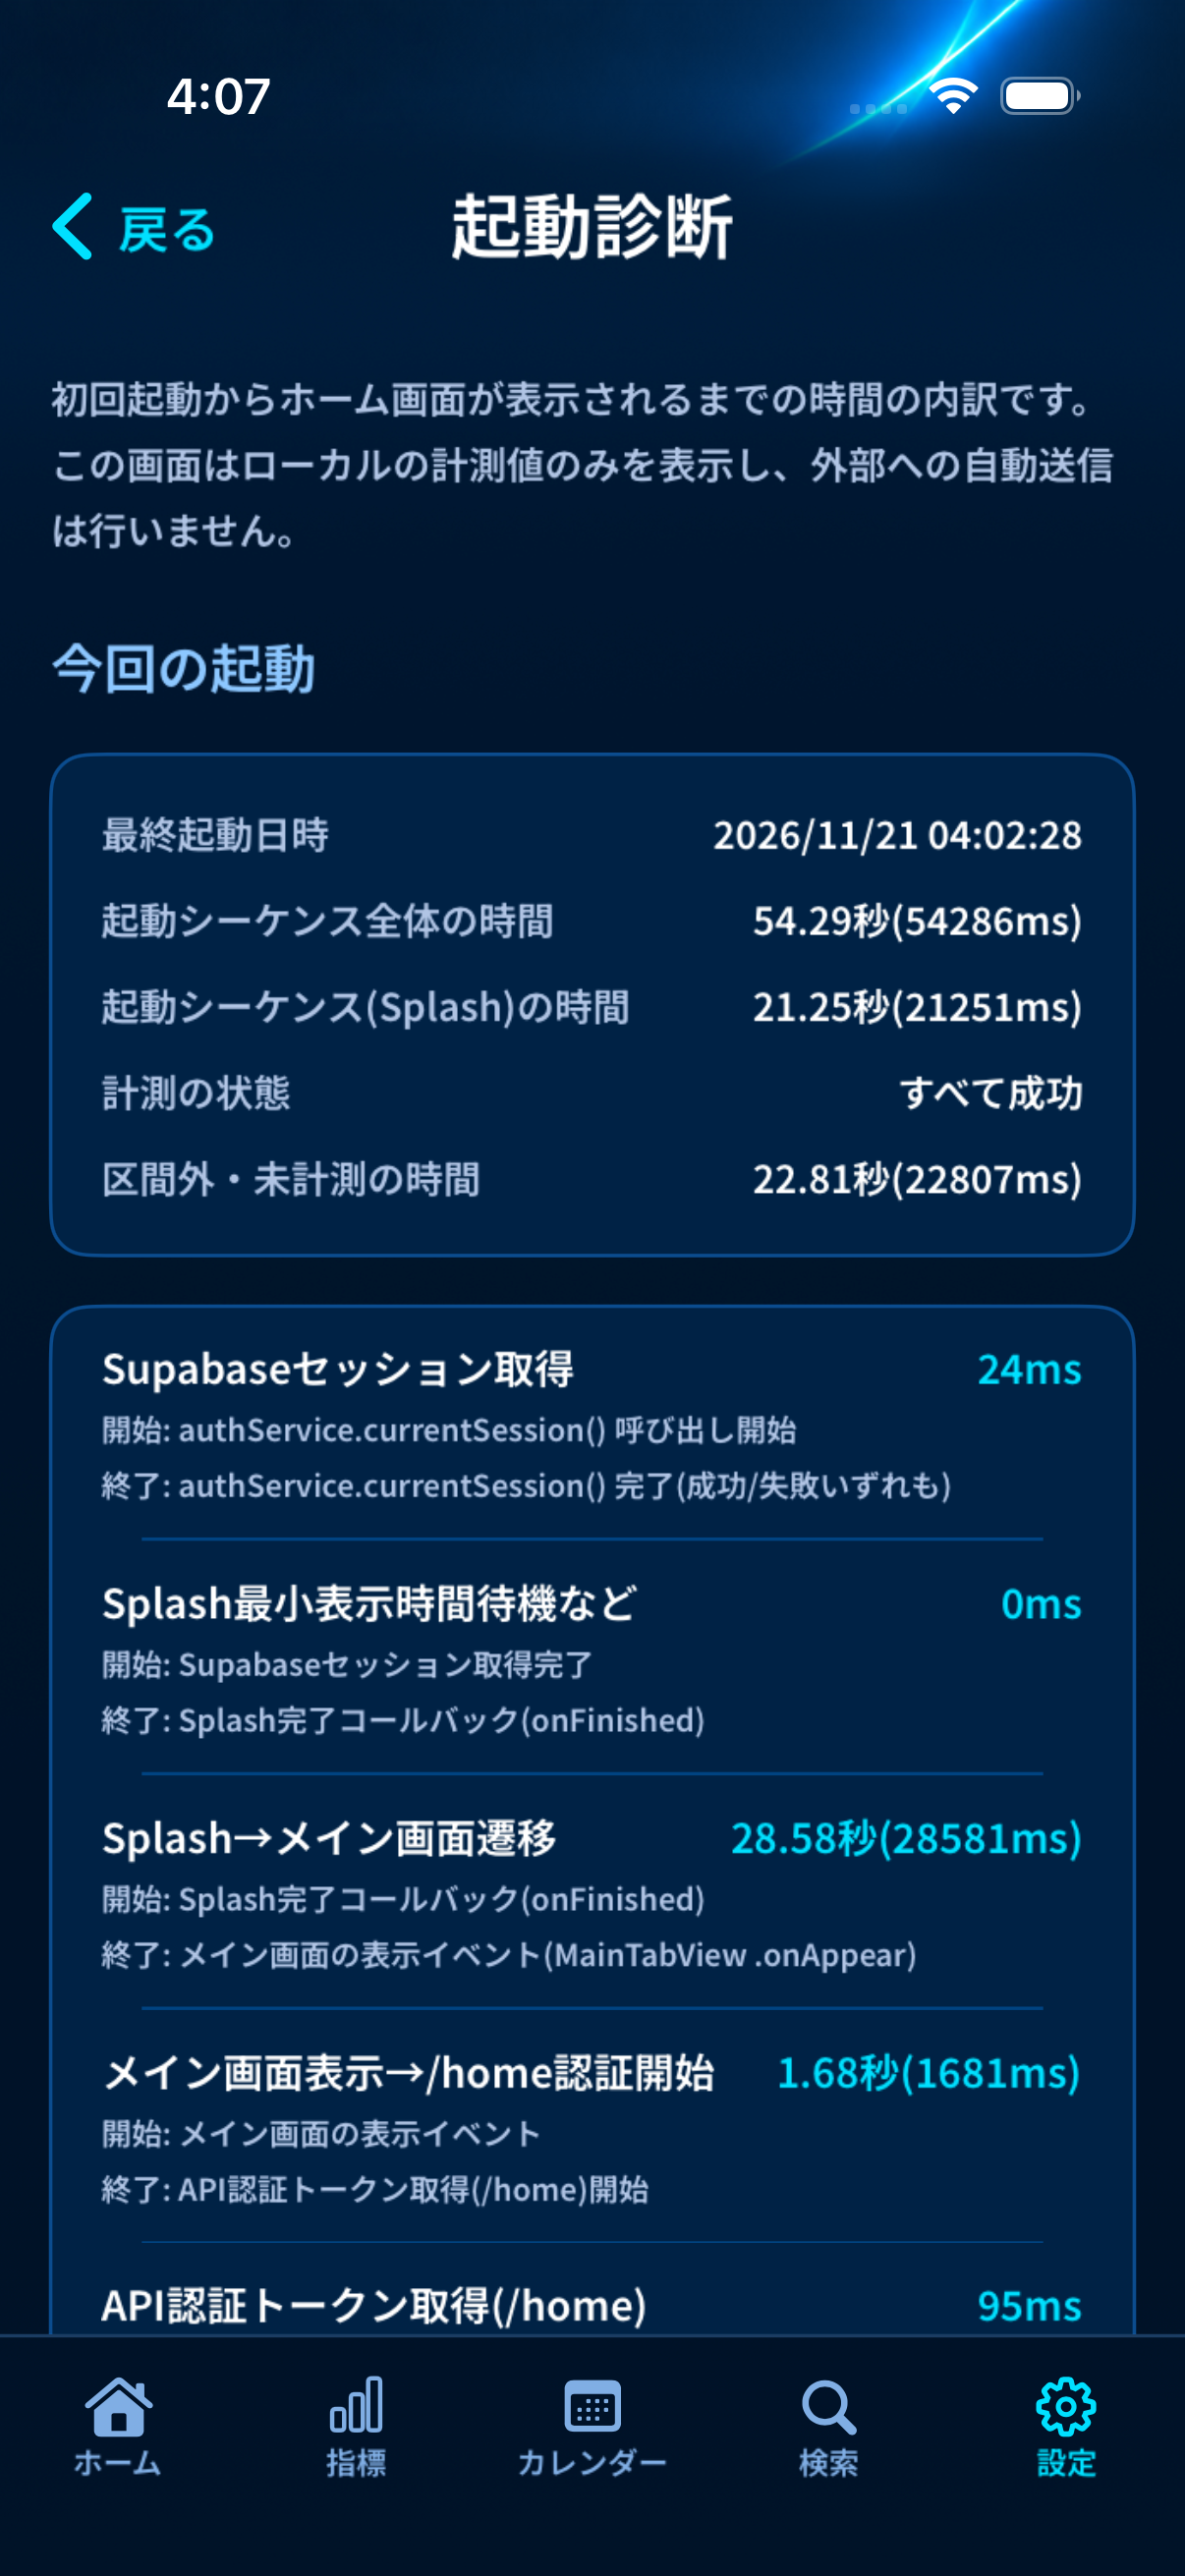 4:07
戻る
起動診断
初回起動からホーム画面が表示されるまでの時間の内訳です。
この画面はローカルの計測値のみを表示し、外部への自動送信
は行いません。
今回の起動
最終起動日時 2026/11/21 04:02:28
起動シーケンス全体の時間 54.29秒(54286ms)
起動シーケンス(Splash)の時間 21.25秒(21251ms)
計測の状態 すべて成功
区間外・未計測の時間 22.81秒(22807ms)
Supabaseセッション取得 24ms
開始: authService.currentSession() 呼び出し開始
終了: authService.currentSession() 完了(成功/失敗いずれも)
Splash最小表示時間待機など 0ms
開始: Supabaseセッション取得完了
終了: Splash完了コールバック(onFinished)
Splash→メイン画面遷移 28.58秒(28581ms)
開始: Splash完了コールバック(onFinished)
終了: メイン画面の表示イベント(MainTabView .onAppear)
メイン画面表示→/home認証開始 1.68秒(1681ms)
開始: メイン画面の表示イベント
終了: API認証トークン取得(/home)開始
API認証トークン取得(/home) 95ms
ホーム 指標 カレンダー 検索 設定